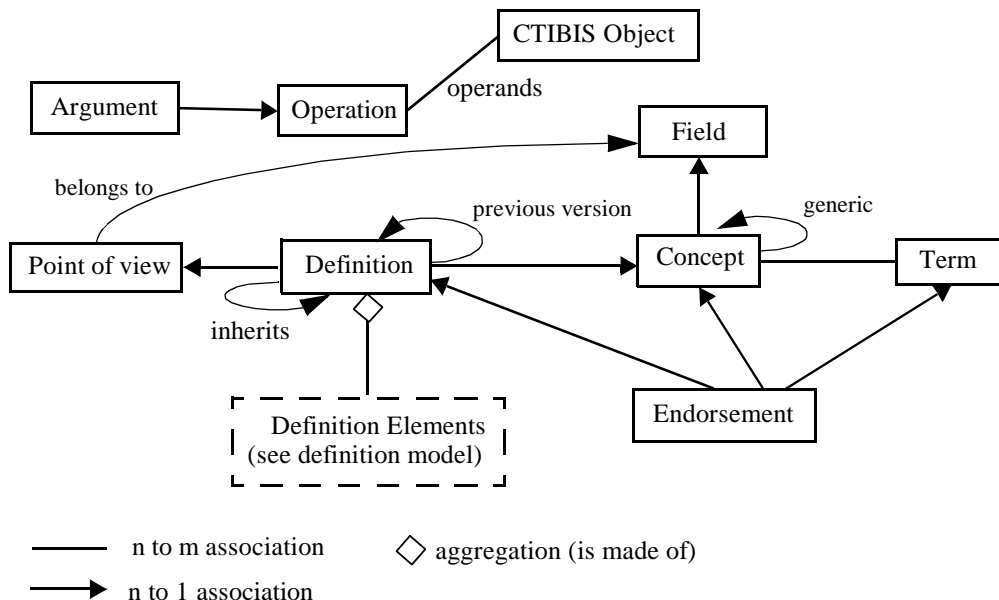 CTIBIS Object
operands
Argument
Operation
Field
belongs to
previous version
generic
Point of view
Definition
Concept
Term
inherits
Endorsement
Definition Elements
(see definition model)
n to m association
aggregation (is made of)
n to 1 association